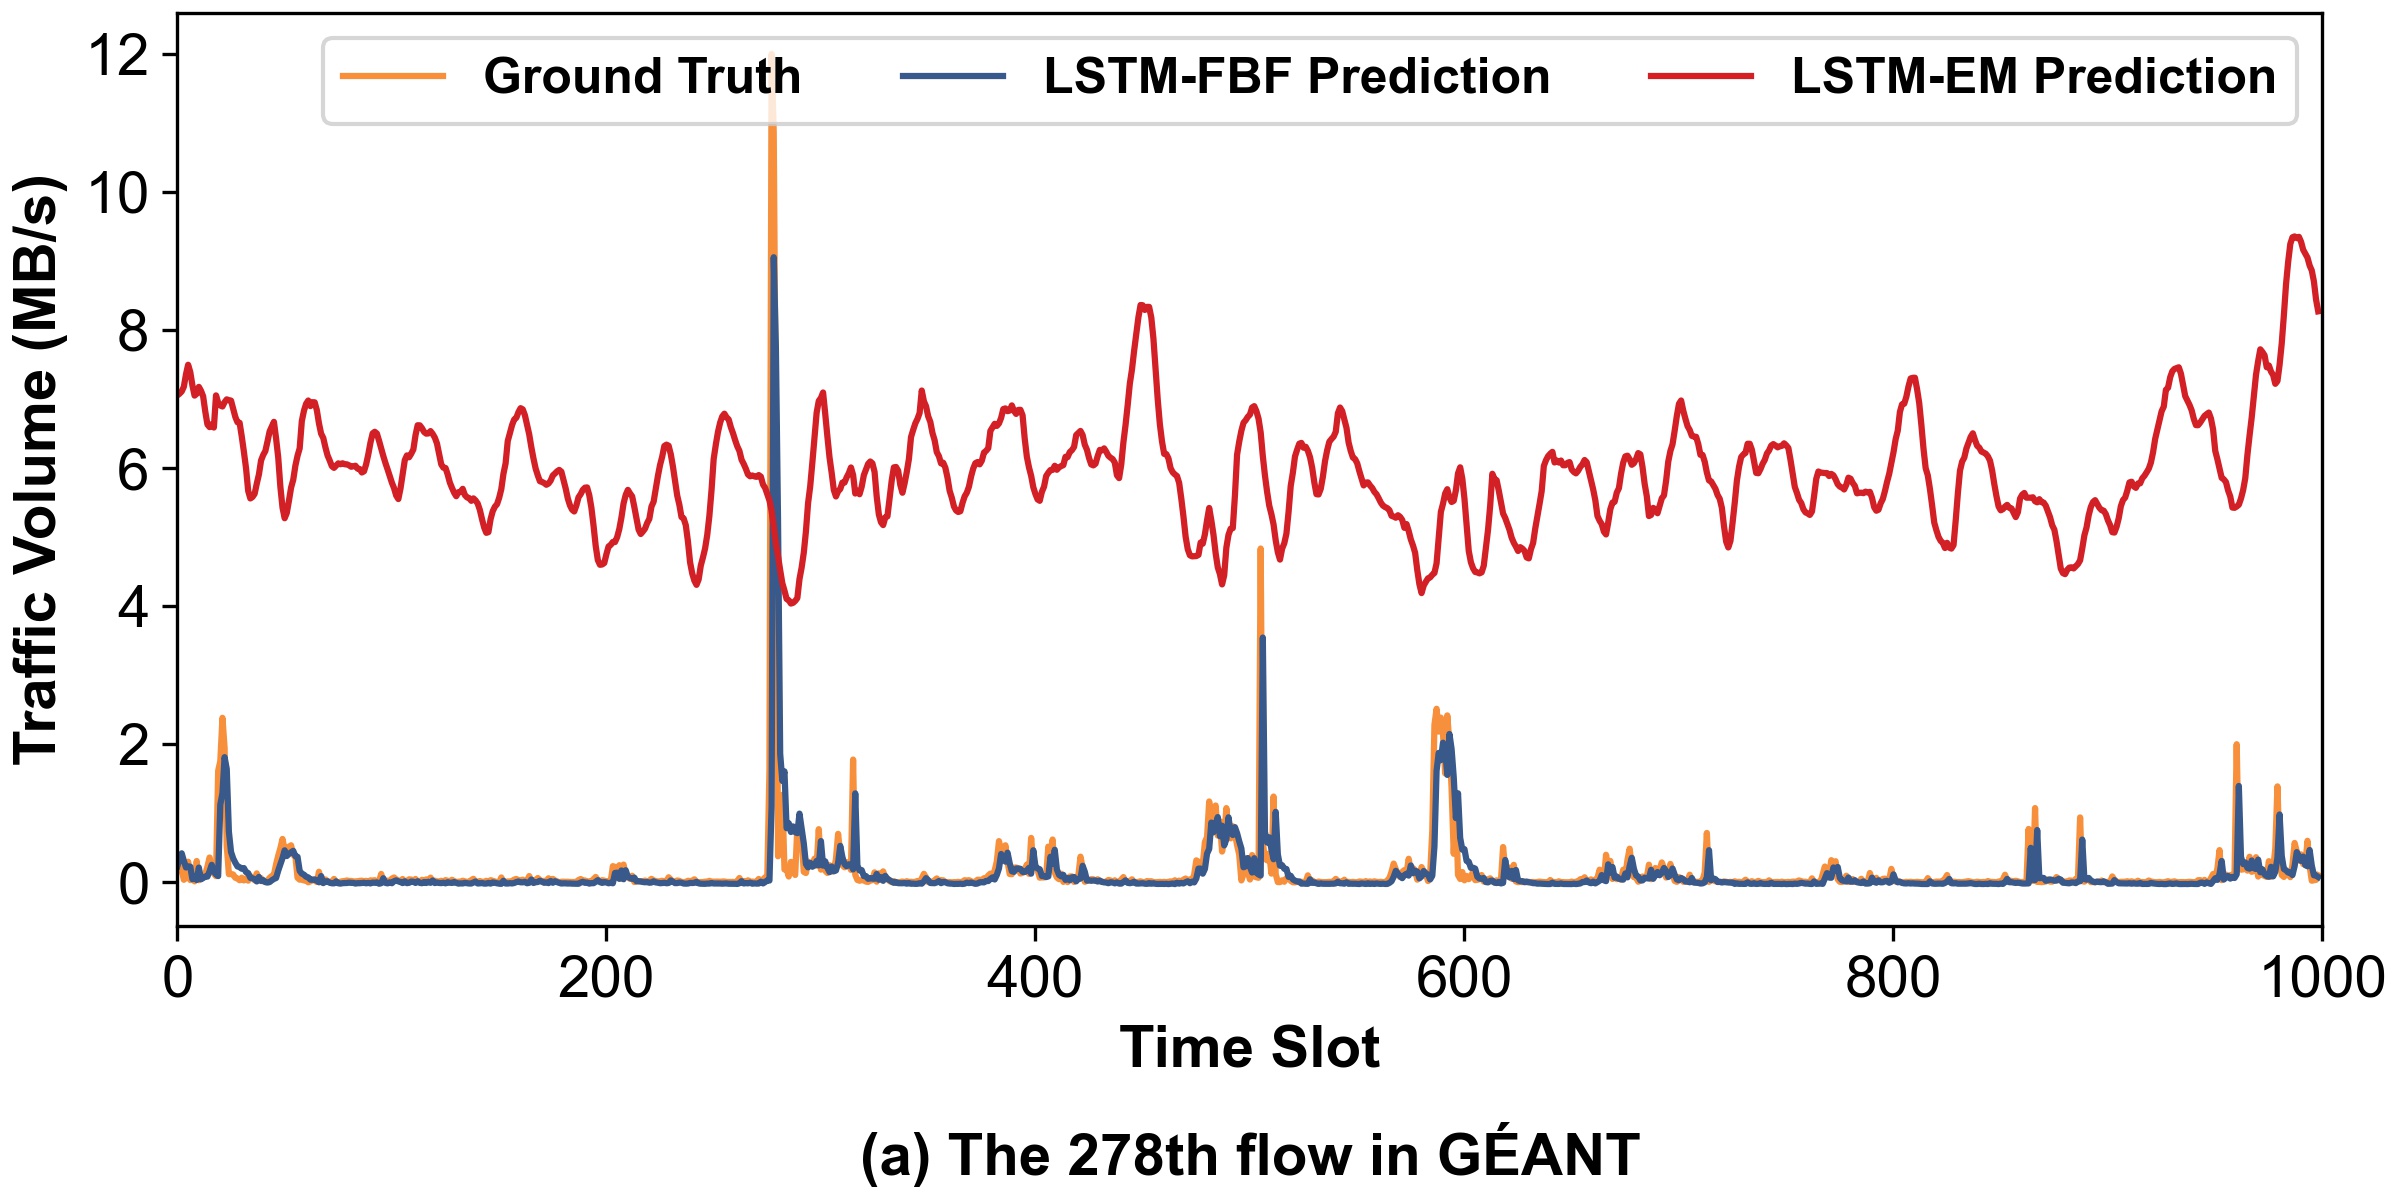 Ground Truth LSTM-FBF Prediction LSTM-EM Prediction
Traffic Volume (MB/s)
12
10
8
6
4
2
0
0 200 400 600 800 1000
Time Slot
(a) The 278th flow in GÉANT